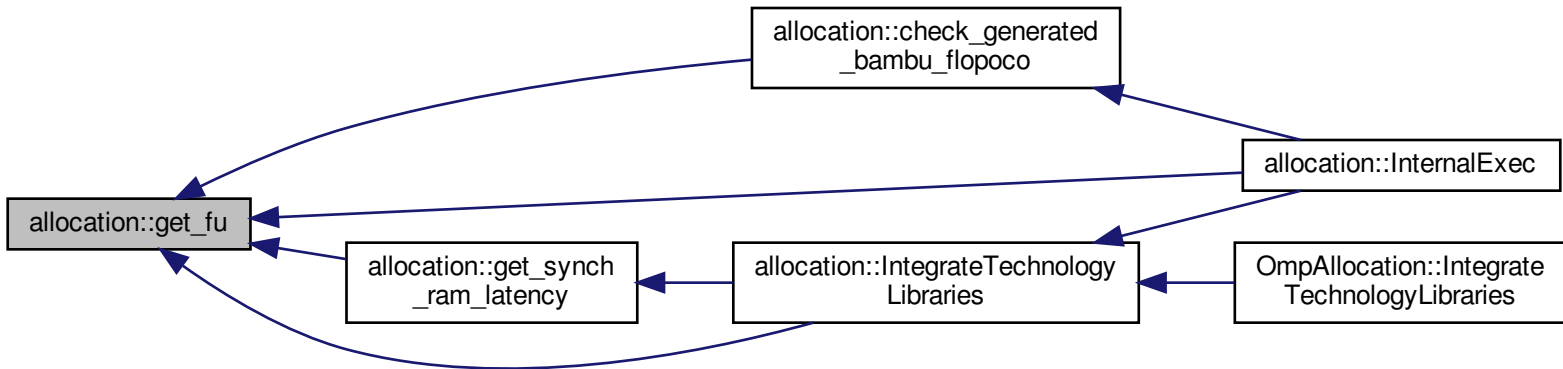 allocation::check_generated
_bambu_flopoco
allocation::InternalExec
allocation::get_fu
allocation::get_synch
_ram_latency
allocation::IntegrateTechnology
Libraries
OmpAllocation::Integrate
TechnologyLibraries